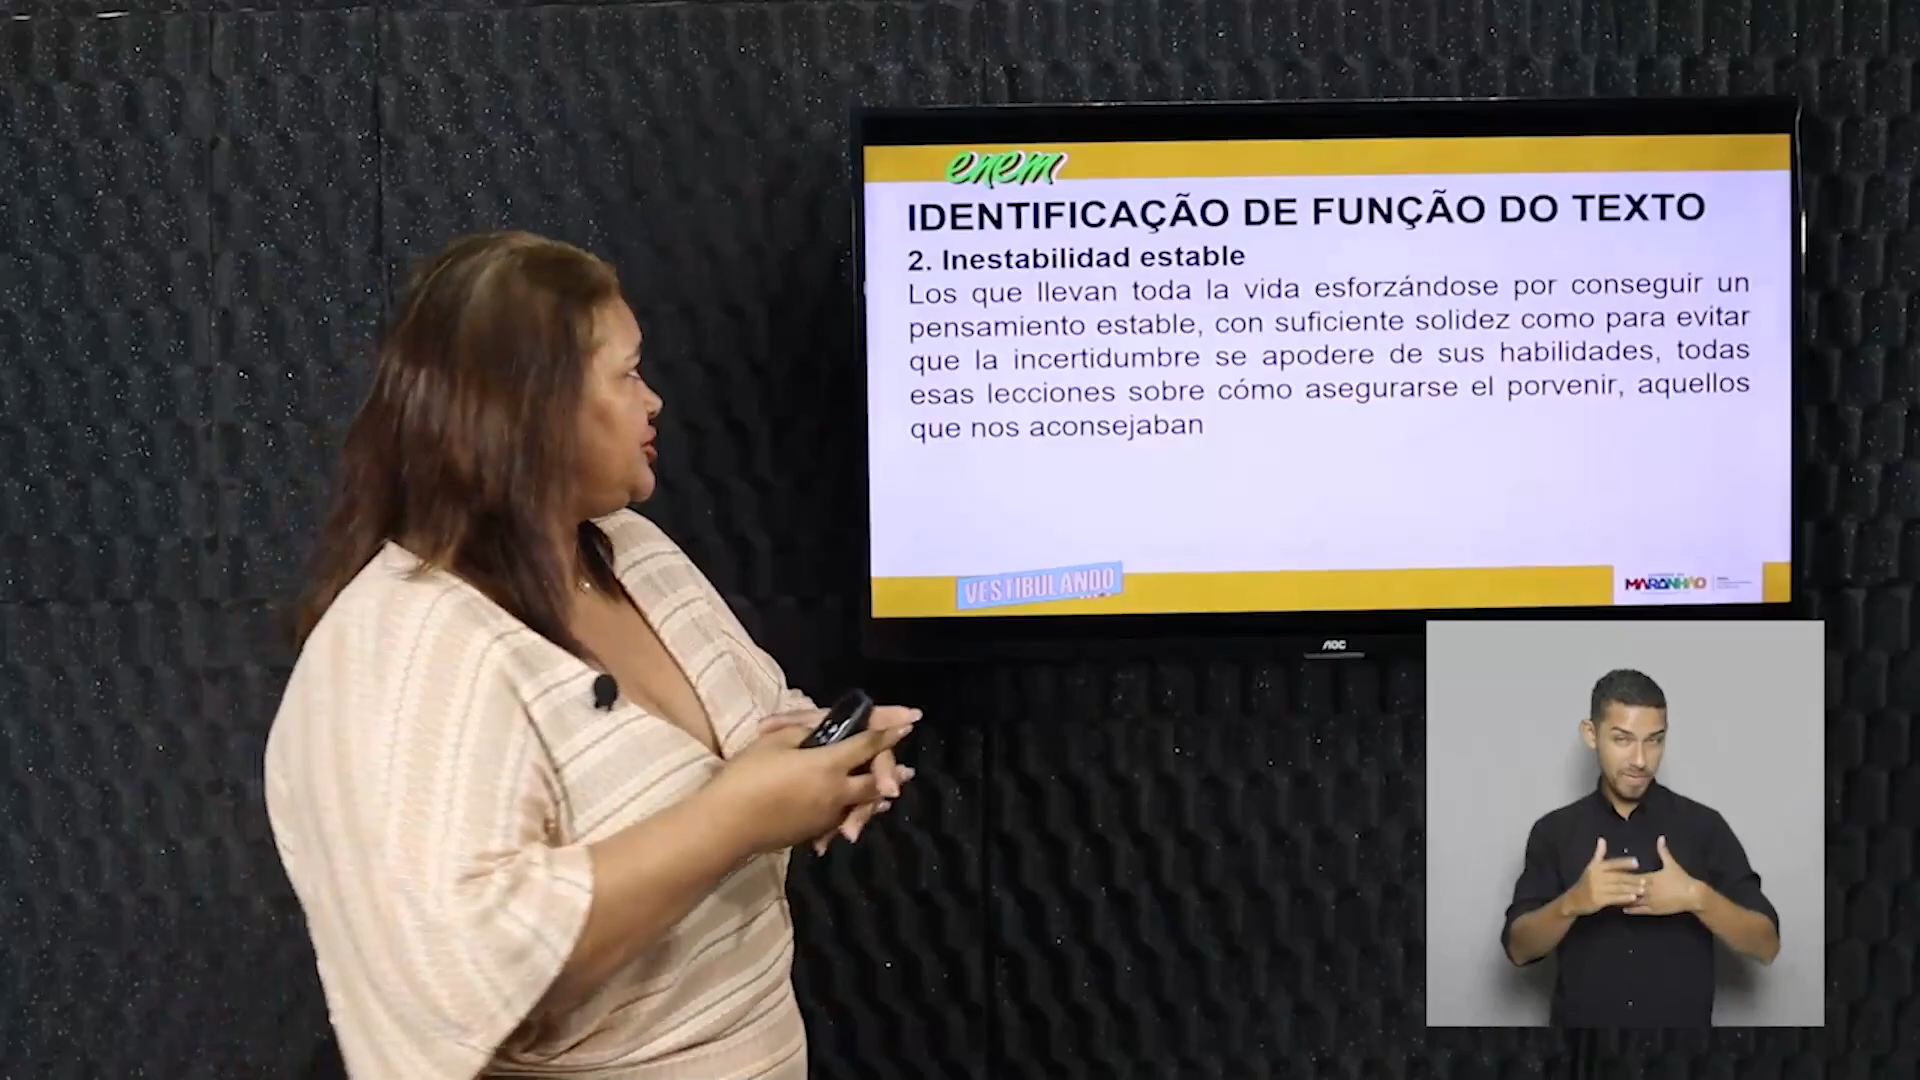 enem
IDENTIFICAÇÃO DE FUNÇÃO DO TEXTO
2. Inestabilidad estable
Los que llevan toda la vida esforzándose por conseguir un
pensamiento estable, con suficiente solidez como para evitar
que la incertidumbre se apodere de sus habilidades, todas
esas lecciones sobre cómo asegurarse el porvenir, aquellos
que nos aconsejaban
VESTIBULANDO
MARANHÃO
AOC